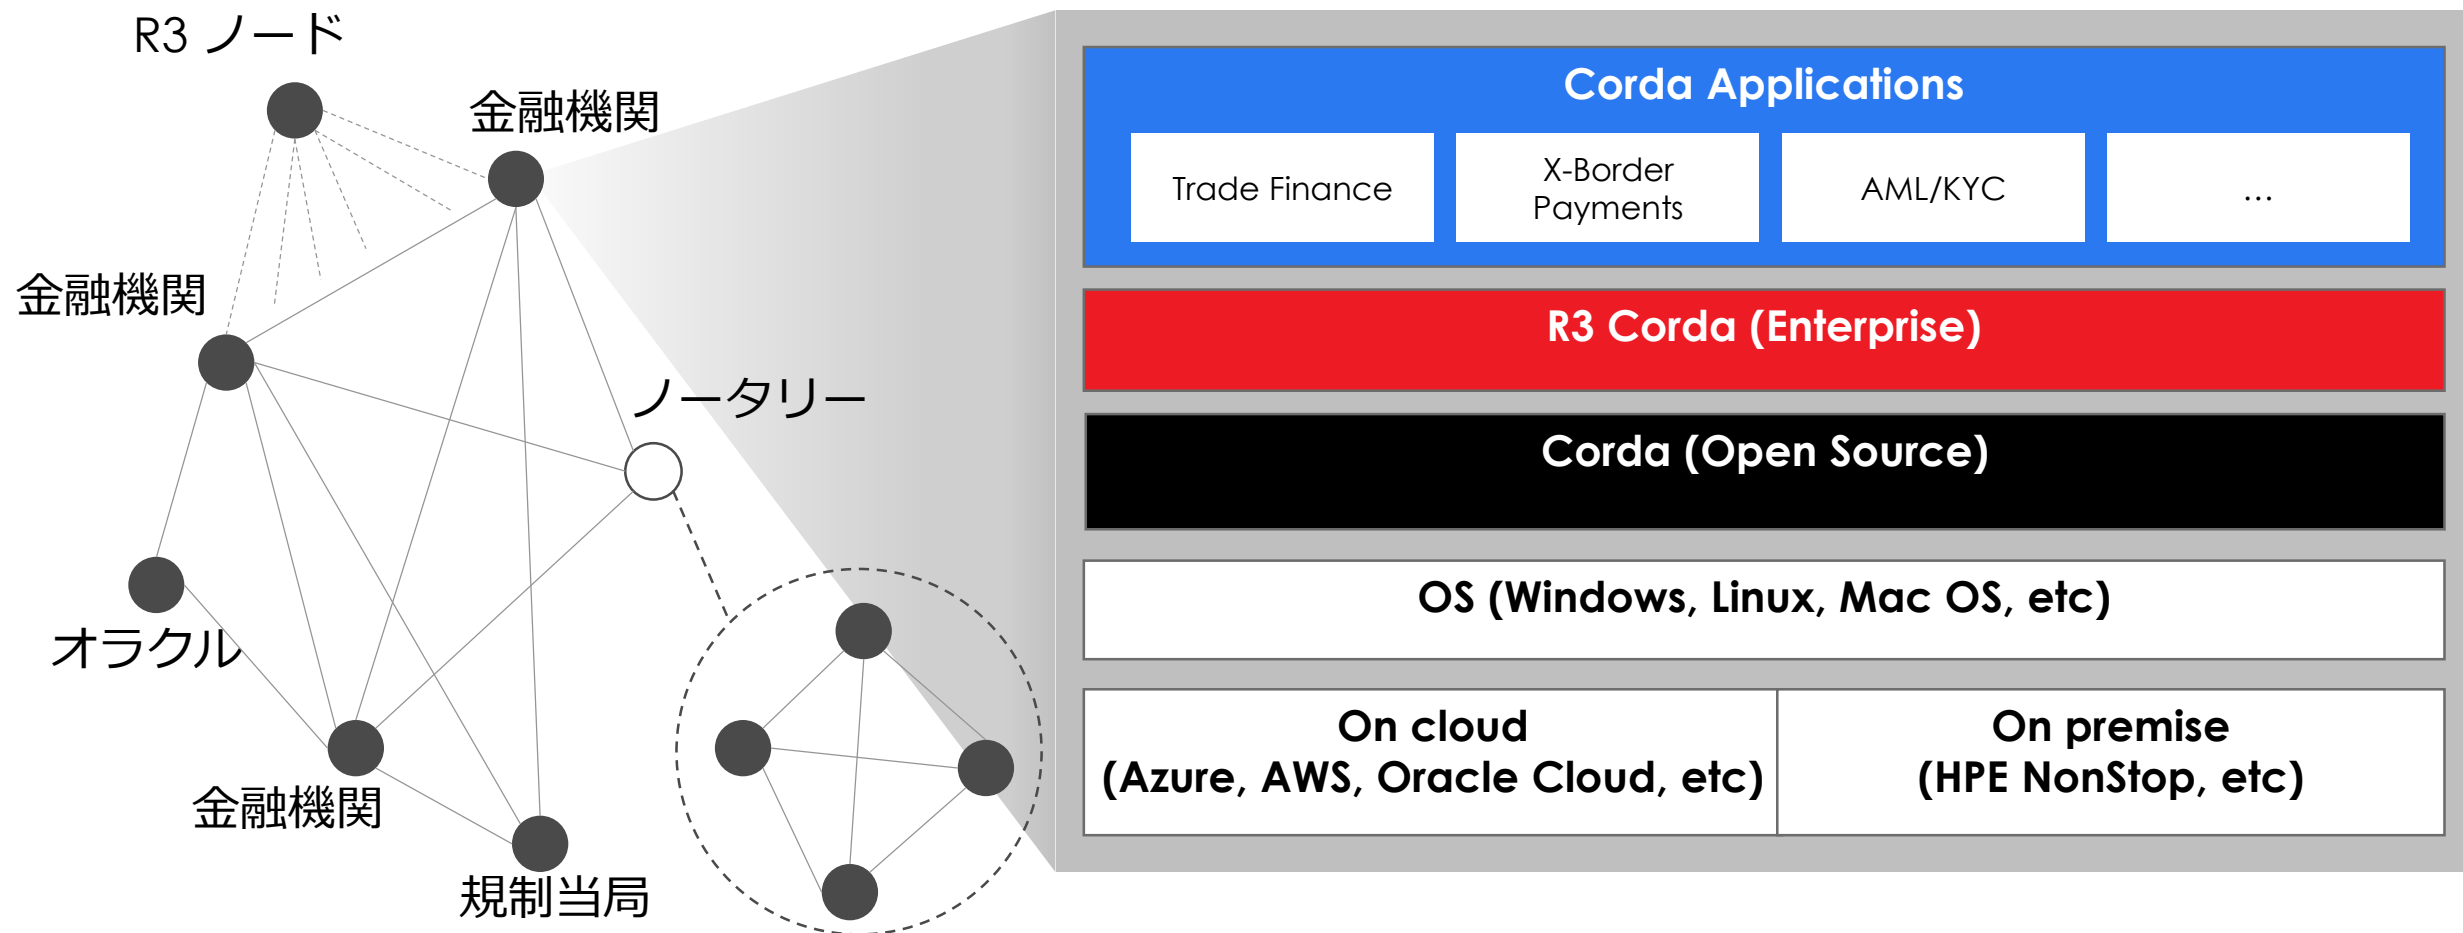 R3 ノード
金融機関
金融機関
ノータリー
オラクル
金融機関
規制当局
Corda Applications
Trade Finance
X-Border
Payments
AML/KYC
...
R3 Corda (Enterprise)
Corda (Open Source)
OS (Windows, Linux, Mac OS, etc)
On cloud
(Azure, AWS, Oracle Cloud, etc)
On premise
(HPE NonStop, etc)